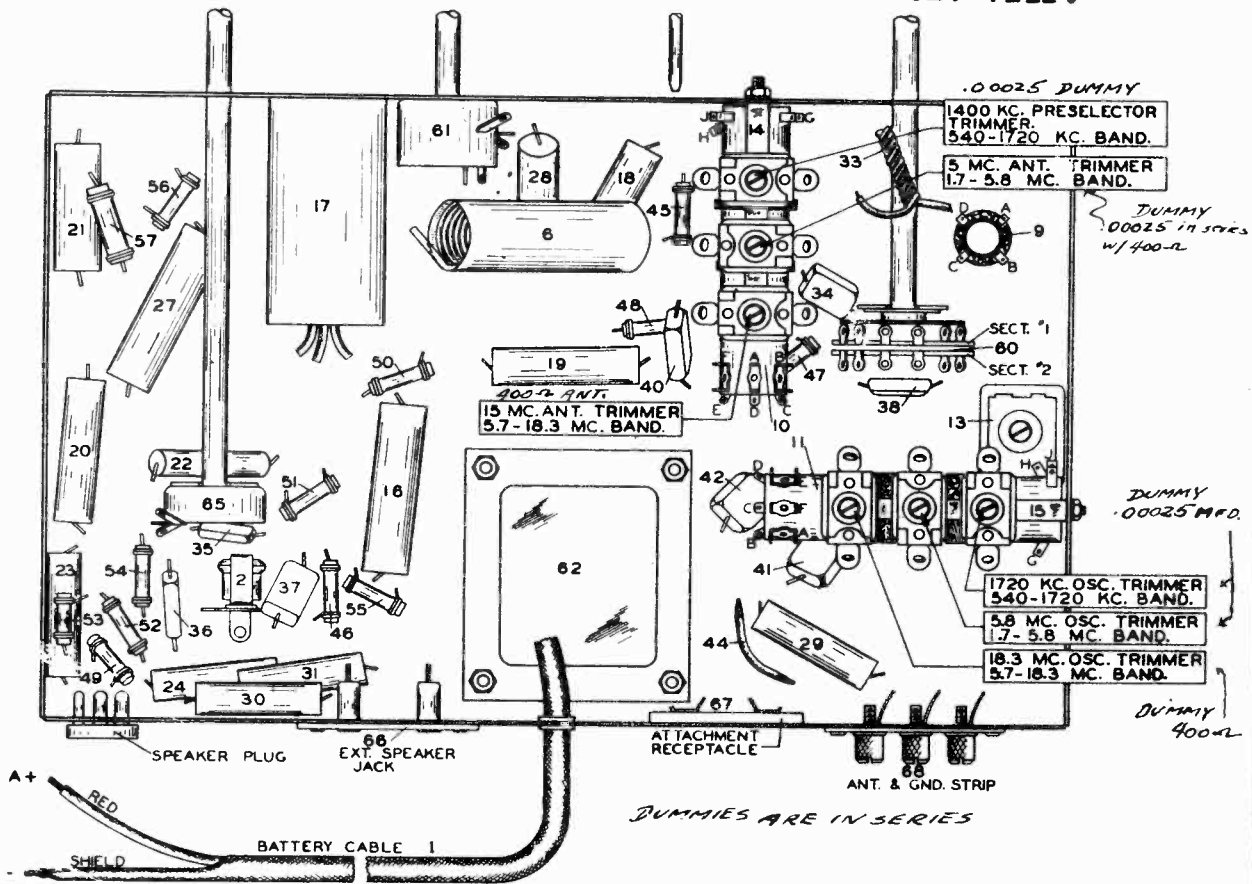 .00025 DUMMY
1400 KC. PRESELECTOR
TRIMMER.
540-1720 KC. BAND.
5 MC. ANT. TRIMMER
1.7- 5.8 MC. BAND.
DUMMY
.00025 in series
w/ 400Ω
61
14
J
G
H
33
56
21
57
17
28
18
45
6
D
A
9
C
B
27
34
48
SECT. #1
60
SECT. #2
50
19
40
A
B
47
38
400Ω ANT.
15 MC. ANT. TRIMMER
5.7-18.3 MC. BAND.
E
D
C
10
13
20
22
51
16
65
35
42
D
11
C
F
B
A
H
J
15
C
DUMMY
.00025 MFD.
23
54
2
37
62
41
53
52
36
46
55
1720 KC. OSC. TRIMMER
540-1720 KC. BAND.
5.8 MC. OSC. TRIMMER
1.7- 5.8 MC. BAND.
18.3 MC. OSC. TRIMMER
5.7-18.3 MC. BAND.
49
24
31
30
44
29
67
DUMMY
400Ω
SPEAKER PLUG
66
EXT. SPEAKER
JACK
ATTACHMENT
RECEPTACLE
68
ANT. & GND. STRIP
A+
RED
DUMMIES ARE IN SERIES
BATTERY CABLE 1
SHIELD
-